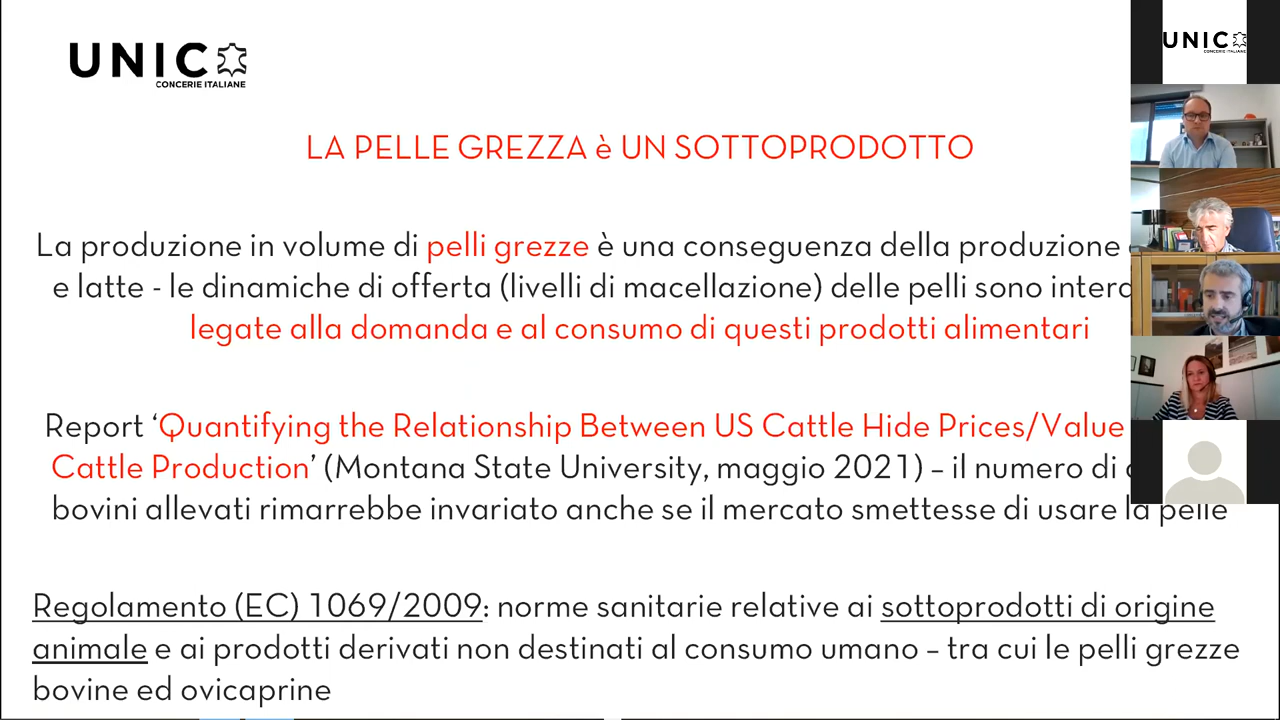 UNIC
CONCERIE ITALIANE
UNIC
CONCERIE ITALIANE
LA PELLE GREZZA è UN SOTTOPRODOTTO
La produzione in volume di pelli grezze è una conseguenza della produzione
e latte - le dinamiche di offerta (livelli di macellazione) delle pelli sono
legate alla domanda e al consumo di questi prodotti alimentari
Report ‘Quantifying the Relationship Between US Cattle Hide Prices/Value
Cattle Production’ (Montana State University, maggio 2021) – il numero di
bovini allevati rimarrebbe invariato anche se il mercato smettesse di usare la pelle
Regolamento (EC) 1069/2009: norme sanitarie relative ai sottoprodotti di origine
animale e ai prodotti derivati non destinati al consumo umano – tra cui le pelli grezze
bovine ed ovicaprine